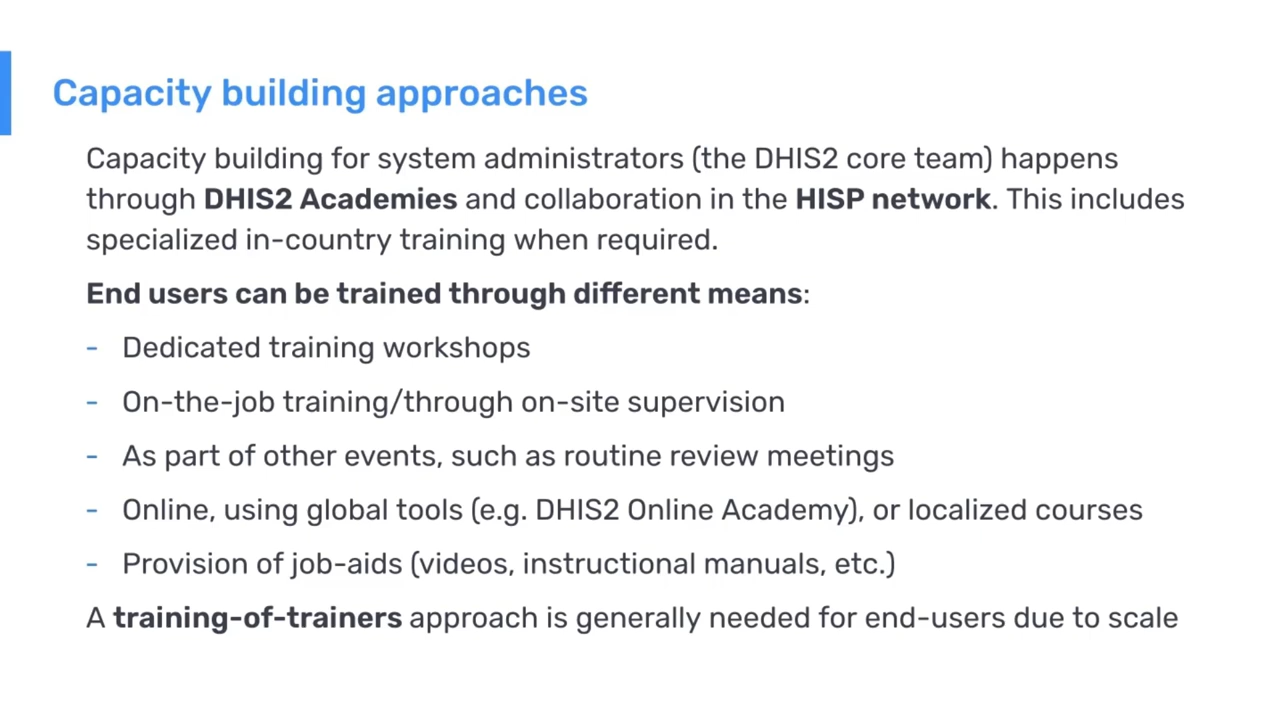 Capacity building approaches
Capacity building for system administrators (the DHIS2 core team) happens
through DHIS2 Academies and collaboration in the HISP network. This includes
specialized in-country training when required.
End users can be trained through different means:
- Dedicated training workshops
- On-the-job training/through on-site supervision
- As part of other events, such as routine review meetings
- Online, using global tools (e.g. DHIS2 Online Academy), or localized courses
- Provision of job-aids (videos, instructional manuals, etc.)
A training-of-trainers approach is generally needed for end-users due to scale